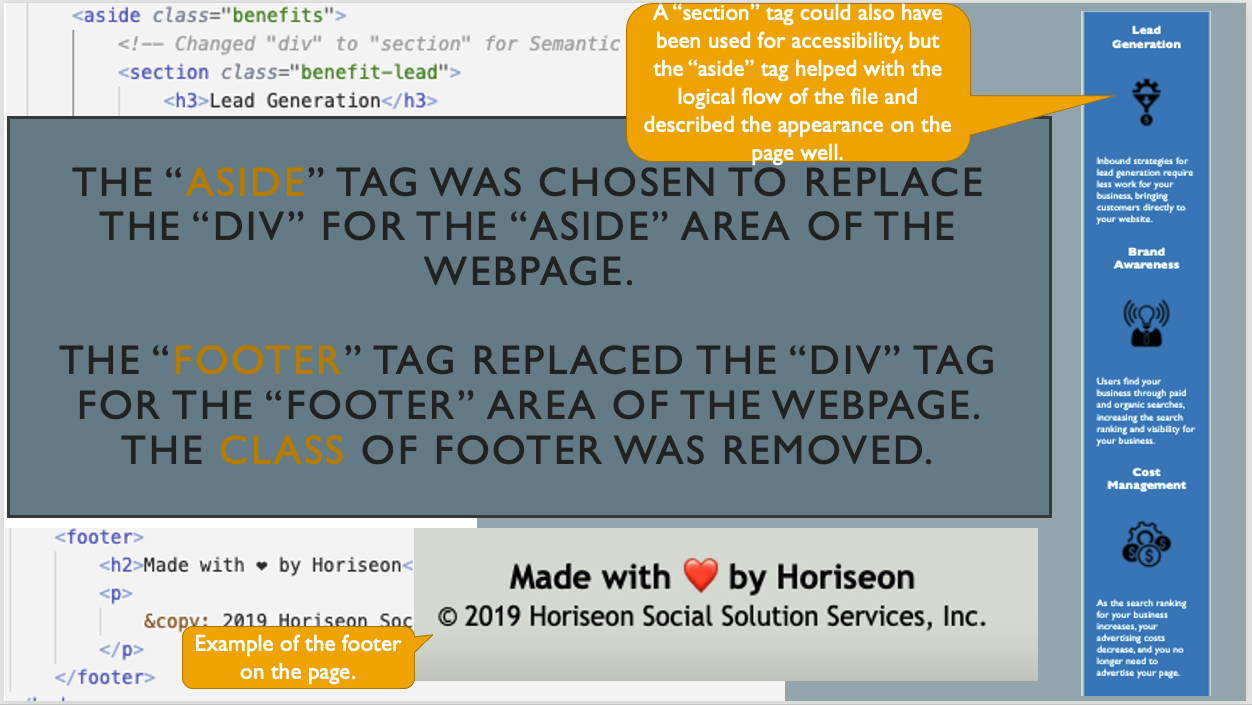 <aside class="benefits">
<!-- Changed "div" to "section" for Semantic
<section class="benefit-lead">
<h3>Lead Generation</h3>
A “section” tag could also have
been used for accessibility, but
the “aside” tag helped with the
logical flow of the file and
described the appearance on the
page well.
THE “ASIDE” TAG WAS CHOSEN TO REPLACE
THE “DIV” FOR THE “ASIDE” AREA OF THE
WEBPAGE.
THE “FOOTER” TAG REPLACED THE “DIV” TAG
FOR THE “FOOTER” AREA OF THE WEBPAGE.
THE CLASS OF FOOTER WAS REMOVED.
<footer>
<h2>Made with ❤ by Horiseon<
<p>
&copy; 2019 Horiseon Soc
</p>
</footer>
Example of the footer
on the page.
Made with ❤️ by Horiseon
© 2019 Horiseon Social Solution Services, Inc.
Lead
Generation
Inbound strategies for
lead generation require
less work for your
business, bringing
customers directly to
your website.
Brand
Awareness
Users find your
business through paid
and organic searches,
increasing the search
ranking and visibility for
your business.
Cost
Management
As the search ranking
for your business
increases, your
advertising costs
decrease, and you no
longer need to
advertise your page.